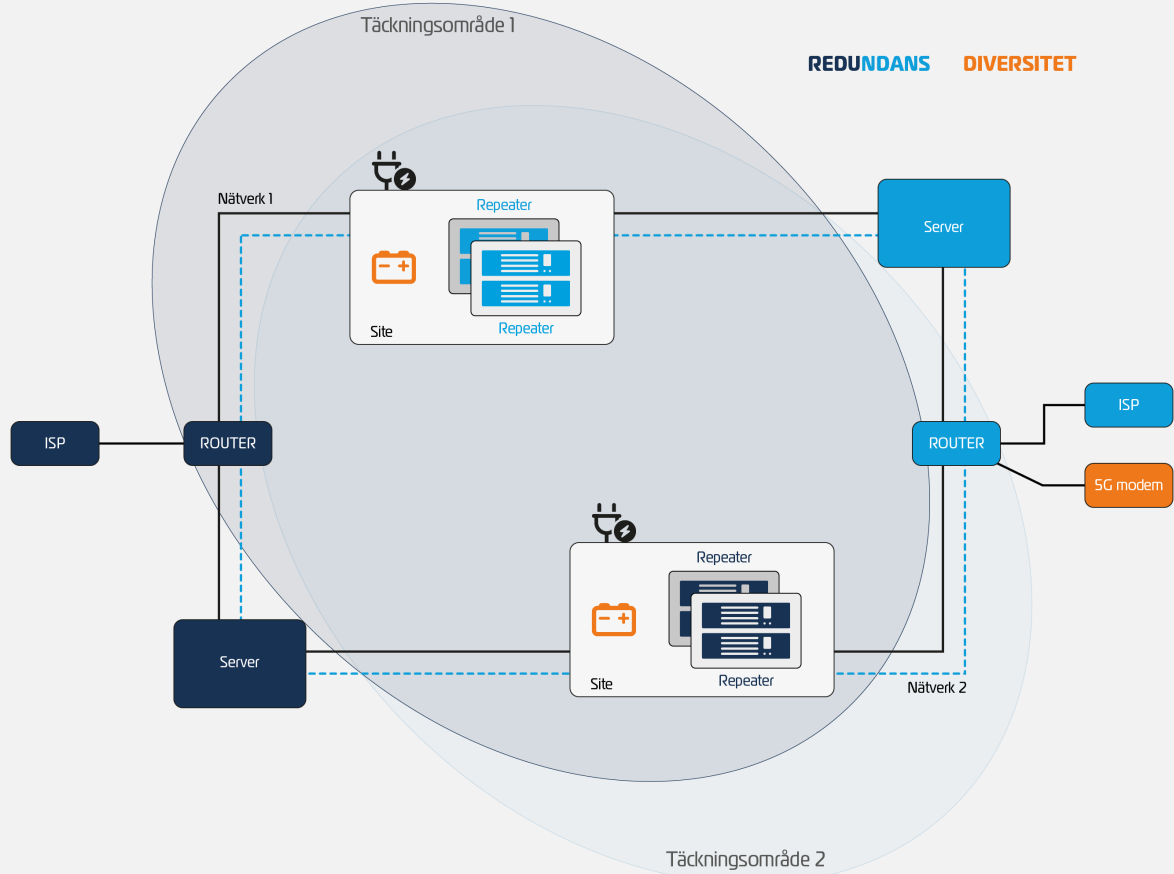 Täckningsområde 1
REDUNDANS DIVERSITET
Nätverk 1
Repeater
Server
Site
Repeater
ISP
ISP
ROUTER
ROUTER
5G modem
Repeater
Server
Site
Repeater
Nätverk 2
Täckningsområde 2